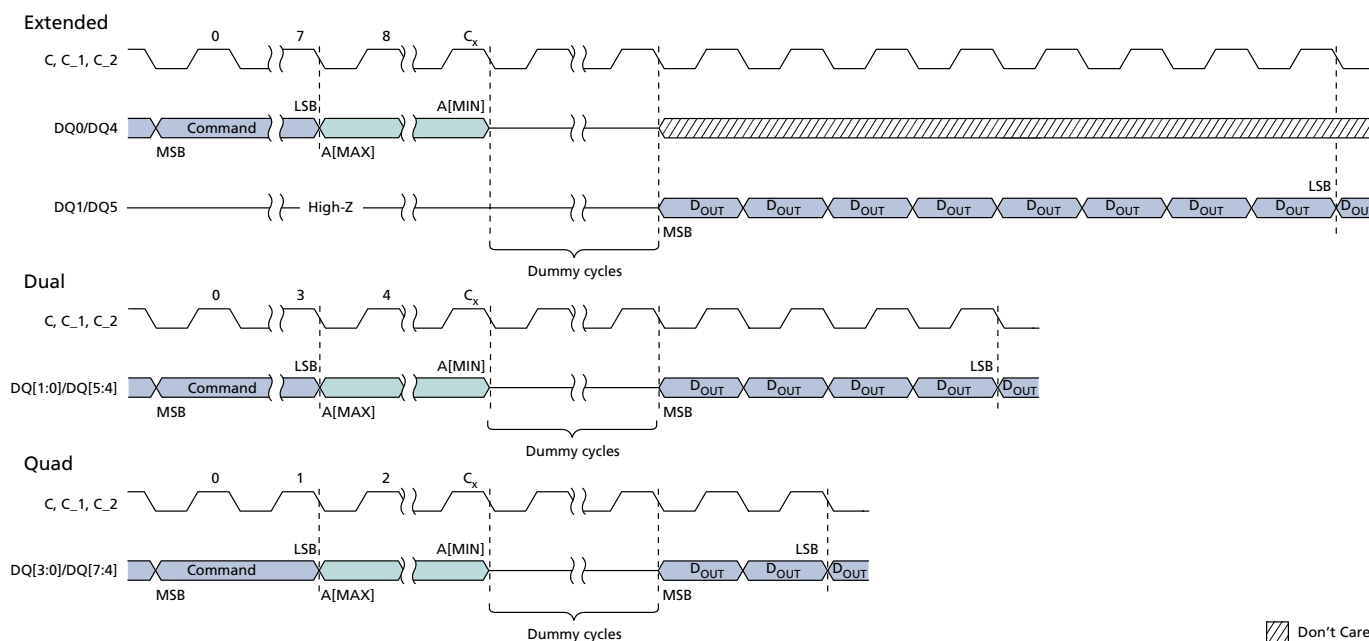 Extended
0 7 8 Cx
C, C_1, C_2
LSB A[MIN]
DQ0/DQ4 Command
MSB A[MAX]
LSB
DQ1/DQ5 High-Z DOUT DOUT DOUT DOUT DOUT DOUT DOUT DOUT DOU
MSB
Dummy cycles
Dual
0 3 4 Cx
C, C_1, C_2
LSB A[MIN] LSB
DQ[1:0]/DQ[5:4] Command DOUT DOUT DOUT DOUT DOUT
MSB A[MAX] MSB
Dummy cycles
Quad
0 1 2 Cx
C, C_1, C_2
LSB A[MIN] LSB
DQ[3:0]/DQ[7:4] Command DOUT DOUT DOUT
MSB A[MAX] MSB
Dummy cycles
Don't Care